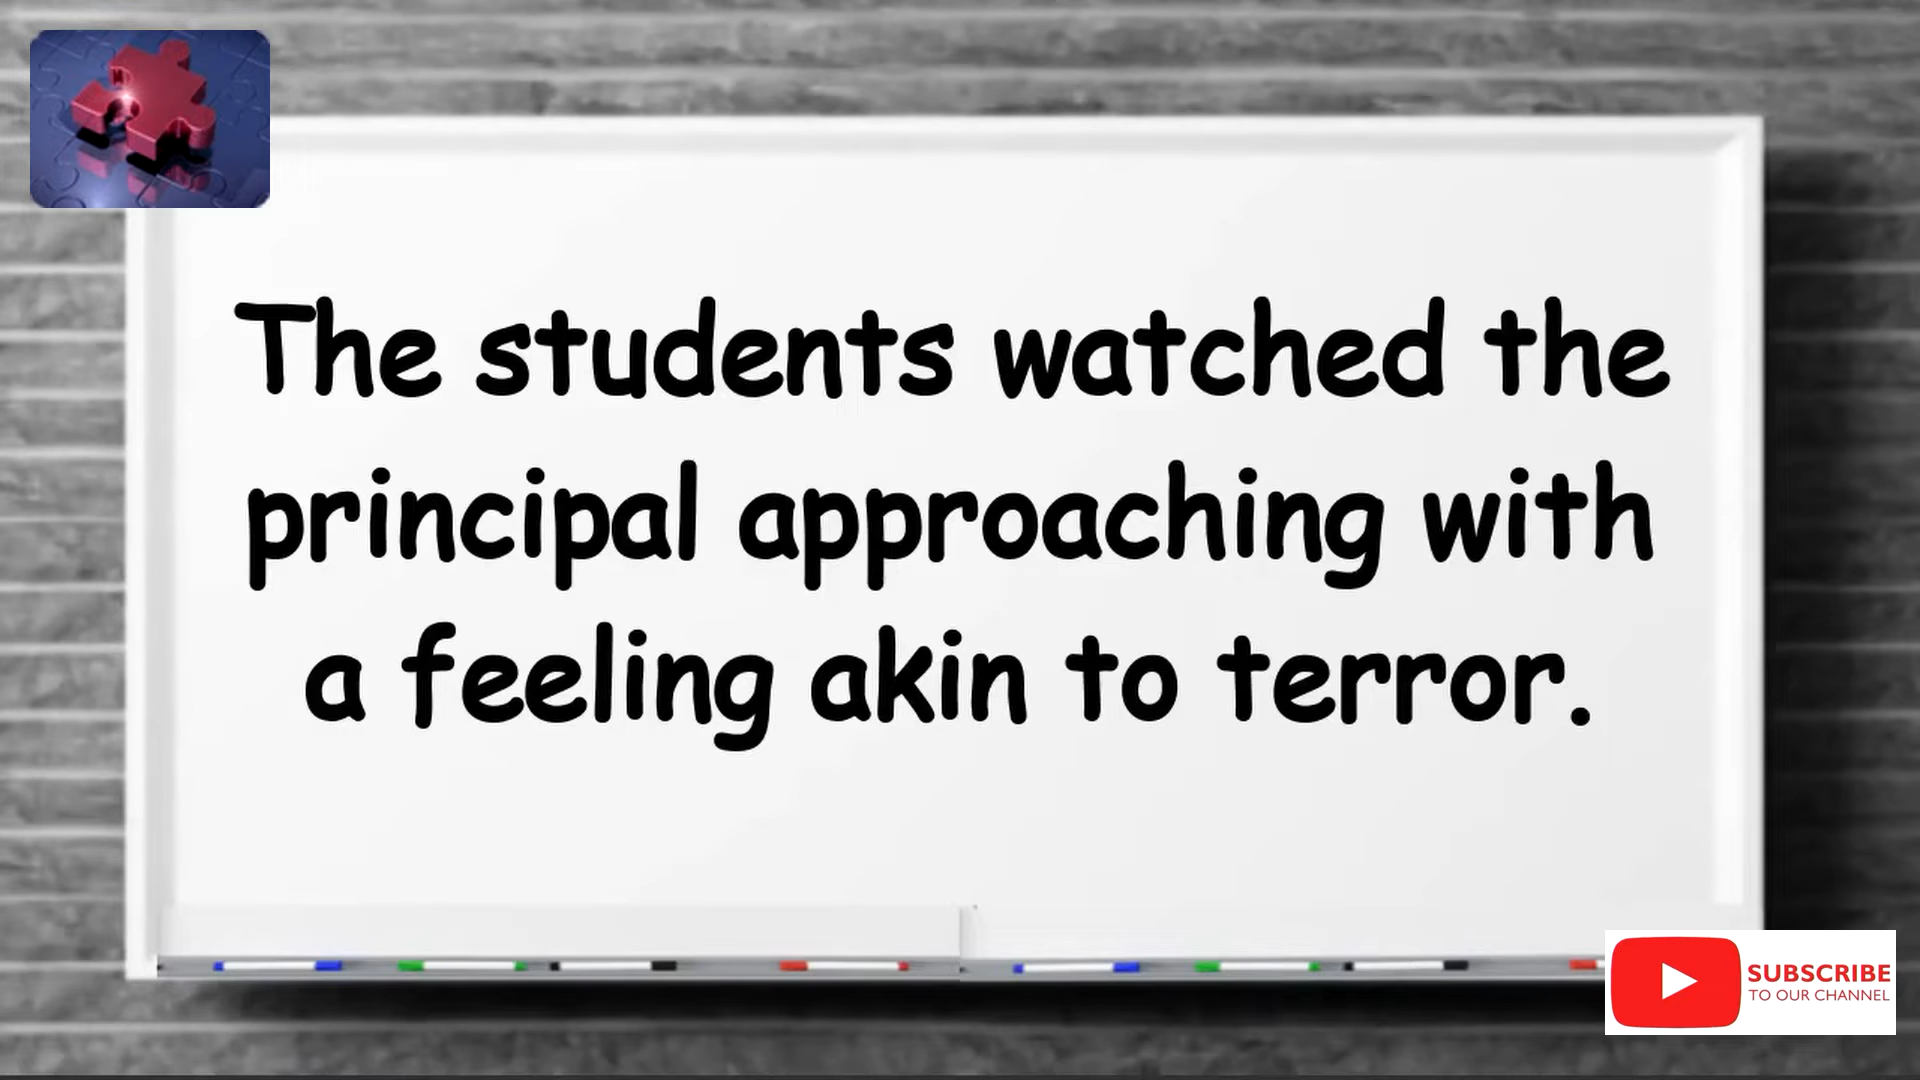 The students watched the
principal approaching with
a feeling akin to terror.
SUBSCRIBE
TO OUR CHANNEL